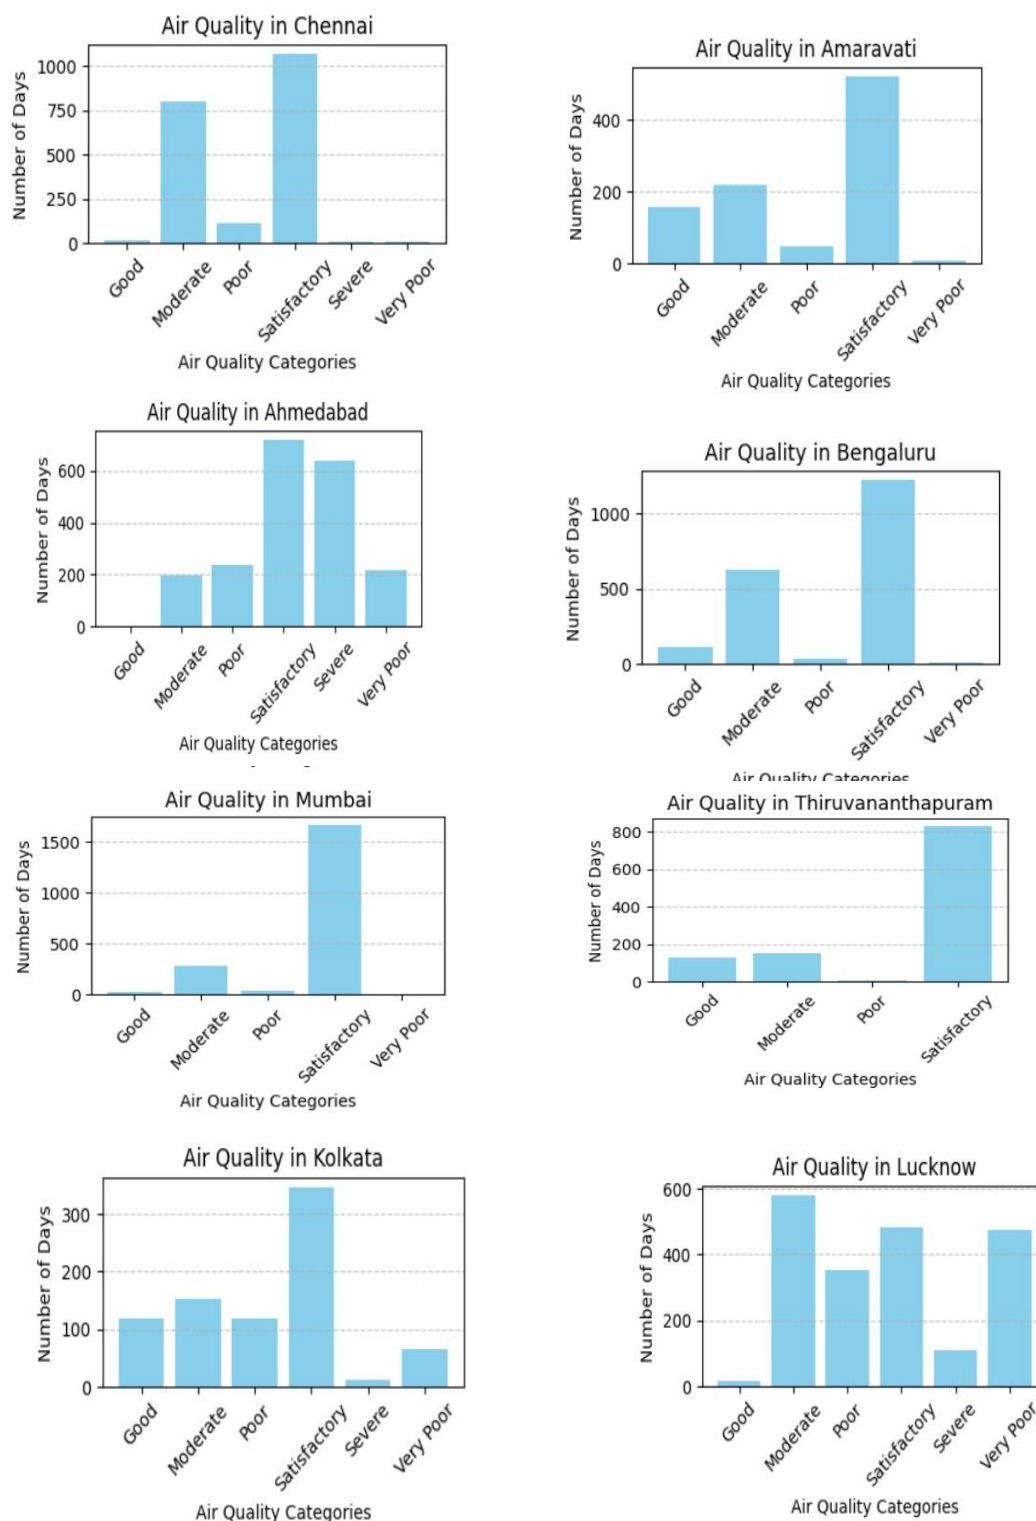 Air Quality in Chennai
Number of Days
1000
750
500
250
0
Good
Moderate
Poor
Satisfactory
Severe
Very Poor
Air Quality Categories
Air Quality in Amaravati
Number of Days
400
200
0
Good
Moderate
Poor
Satisfactory
Very Poor
Air Quality Categories
Air Quality in Ahmedabad
Number of Days
600
400
200
0
Good
Moderate
Poor
Satisfactory
Severe
Very Poor
Air Quality Categories
Air Quality in Bengaluru
Number of Days
1000
500
0
Good
Moderate
Poor
Satisfactory
Very Poor
Air Quality Categories
Air Quality in Mumbai
Number of Days
1500
1000
500
0
Good
Moderate
Poor
Satisfactory
Very Poor
Air Quality Categories
Air Quality in Thiruvananthapuram
Number of Days
800
600
400
200
0
Good
Moderate
Poor
Satisfactory
Air Quality Categories
Air Quality in Kolkata
Number of Days
300
200
100
0
Good
Moderate
Poor
Satisfactory
Severe
Very Poor
Air Quality Categories
Air Quality in Lucknow
Number of Days
600
400
200
0
Good
Moderate
Poor
Satisfactory
Severe
Very Poor
Air Quality Categories